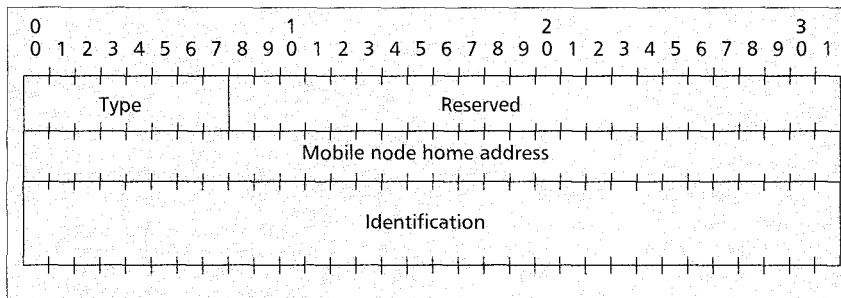 0 1 2 3
0 1 2 3 4 5 6 7 8 9 0 1 2 3 4 5 6 7 8 9 0 1 2 3 4 5 6 7 8 9 0 1
Type Reserved
Mobile node home address
Identification